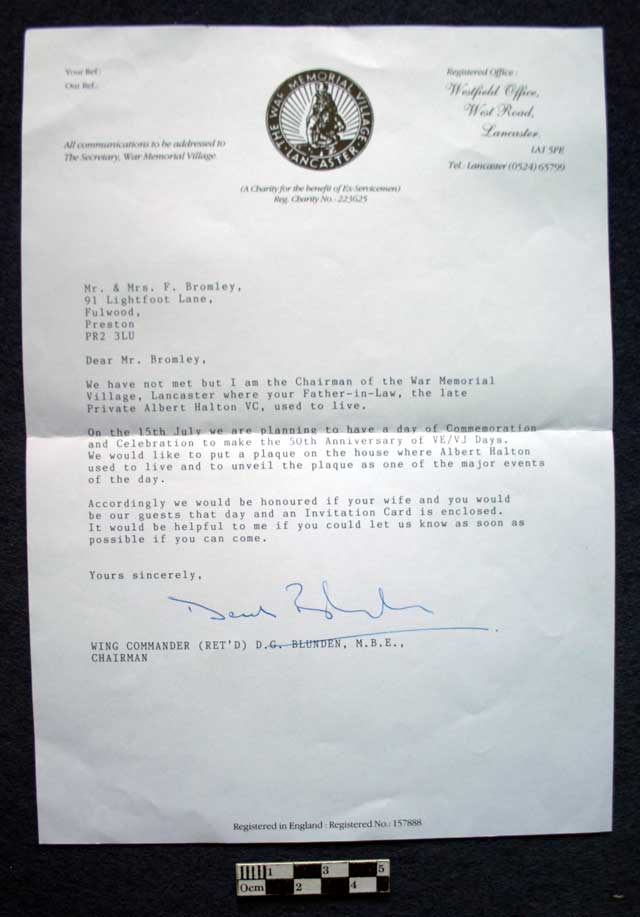 Your Ref:
Our Ref:
All communications to be addressed to
The Secretary, War Memorial Village.
THE WAR MEMORIAL VILLAGE
LANCASTER
(A Charity for the benefit of Ex-Servicemen)
Reg. Charity No. - 223625
Registered Office:
Westfield Office,
West Road,
Lancaster.
LA1 5PE
Tel: Lancaster (0524) 65799
Mr. & Mrs. F. Bromley,
91 Lightfoot Lane,
Fulwood,
Preston
PR2 3LU
Dear Mr. Bromley,
We have not met but I am the Chairman of the War Memorial
Village, Lancaster where your Father-in-Law, the late
Private Albert Halton VC, used to live.
On the 15th July we are planning to have a day of Commemoration
and Celebration to make the 50th Anniversary of VE/VJ Days.
We would like to put a plaque on the house where Albert Halton
used to live and to unveil the plaque as one of the major events
of the day.
Accordingly we would be honoured if your wife and you would
be our guests that day and an Invitation Card is enclosed.
It would be helpful to me if you could let us know as soon as
possible if you can come.
Yours sincerely,
WING COMMANDER (RET'D) D.G. BLUNDEN, M.B.E.,
CHAIRMAN
Registered in England : Registered No.: 157888
1 3 5
0cm 2 4